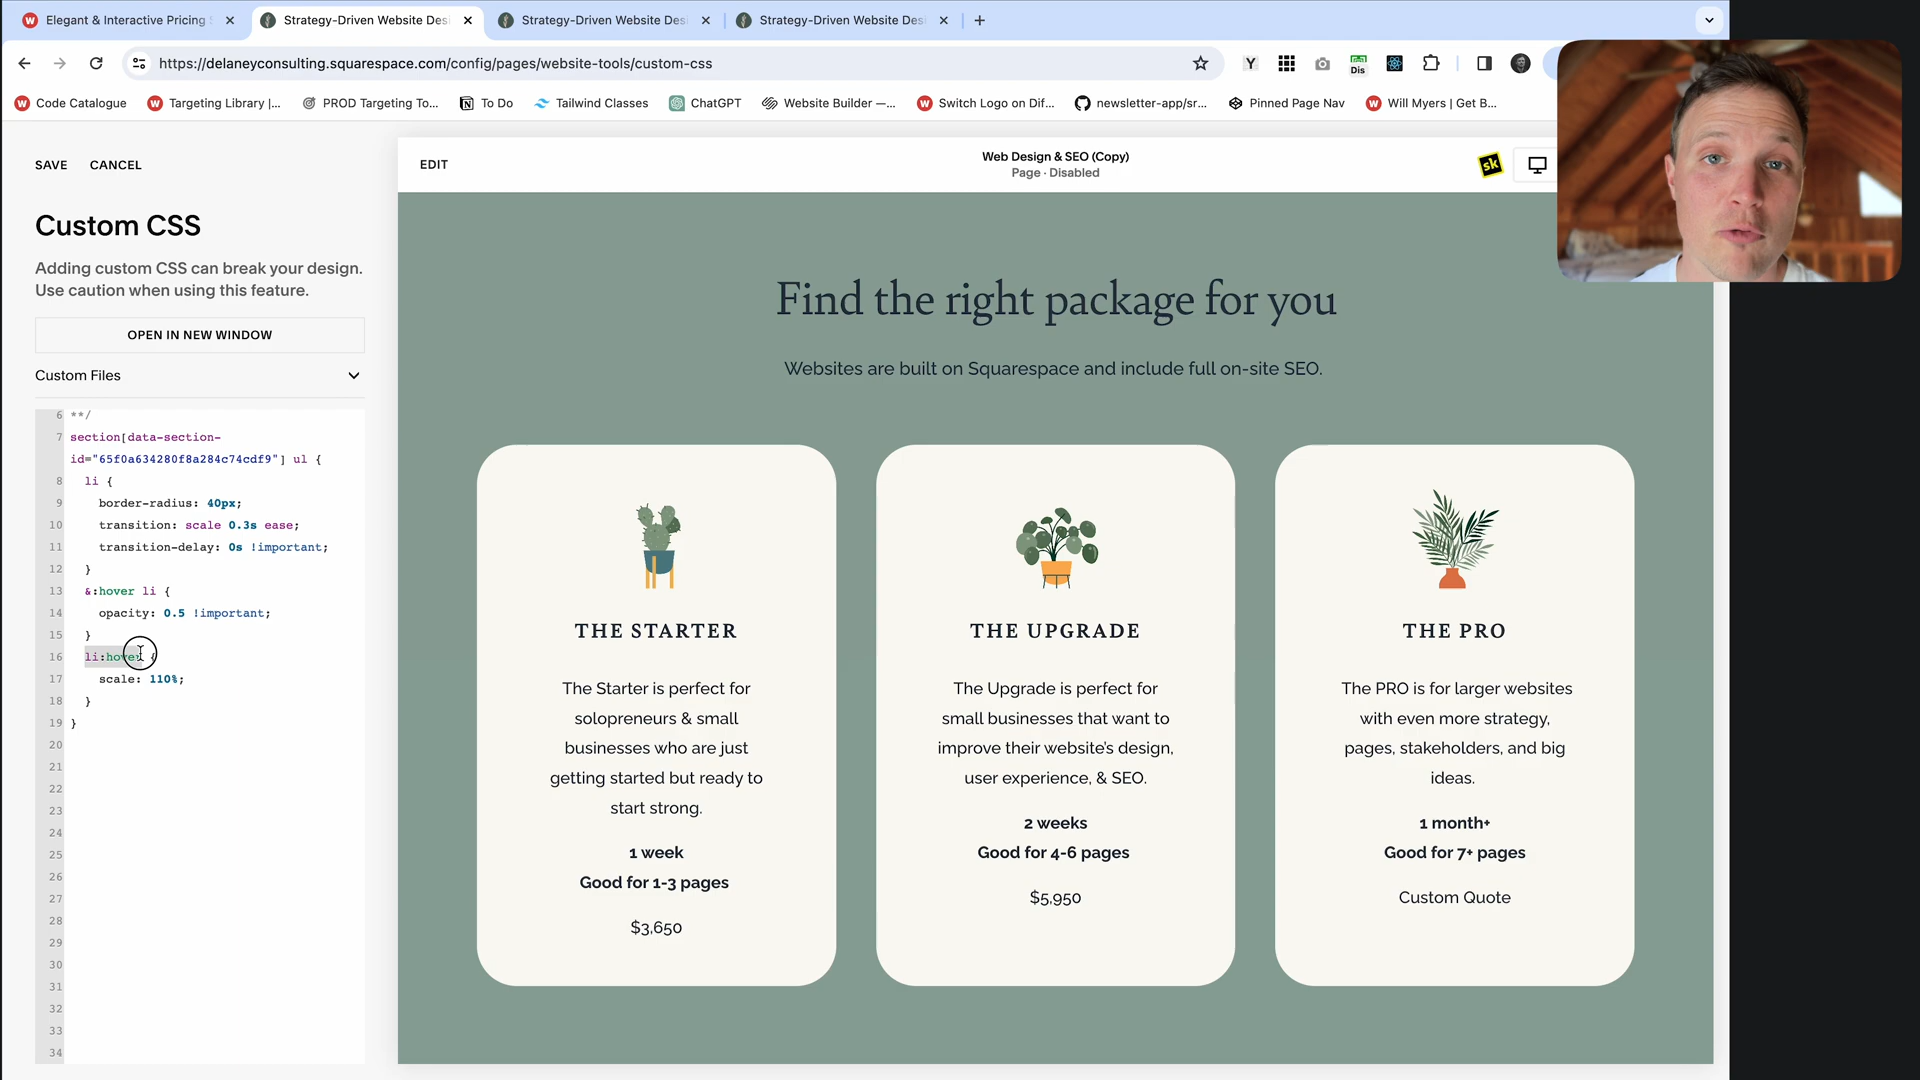 Elegant & Interactive Pricing S
Strategy-Driven Website Des
Strategy-Driven Website Des
Strategy-Driven Website Des
https://delaneyconsulting.squarespace.com/config/pages/website-tools/custom-css
Y
Dis
Code Catalogue
Targeting Library |...
PROD Targeting To...
To Do
Tailwind Classes
ChatGPT
Website Builder —...
Switch Logo on Dif...
newsletter-app/sr...
Pinned Page Nav
Will Myers | Get B...
SAVE CANCEL
EDIT
Web Design & SEO (Copy)
Page · Disabled
sk
Custom CSS
Adding custom CSS can break your design.
Use caution when using this feature.
OPEN IN NEW WINDOW
Custom Files
6 **/
7 section[data-section-
id="65f0a634280f8a284c74cdf9"] ul {
8 li {
9 border-radius: 40px;
10 transition: scale 0.3s ease;
11 transition-delay: 0s !important;
12 }
13 &:hover li {
14 opacity: 0.5 !important;
15 }
16 li:hover {
17 scale: 110%;
18 }
19 }
20
21
22
23
24
25
26
27
28
29
30
31
32
33
34
Find the right package for you
Websites are built on Squarespace and include full on-site SEO.
THE STARTER
The Starter is perfect for
solopreneurs & small
businesses who are just
getting started but ready to
start strong.
1 week
Good for 1-3 pages
$3,650
THE UPGRADE
The Upgrade is perfect for
small businesses that want to
improve their website's design,
user experience, & SEO.
2 weeks
Good for 4-6 pages
$5,950
THE PRO
The PRO is for larger websites
with even more strategy,
pages, stakeholders, and big
ideas.
1 month+
Good for 7+ pages
Custom Quote